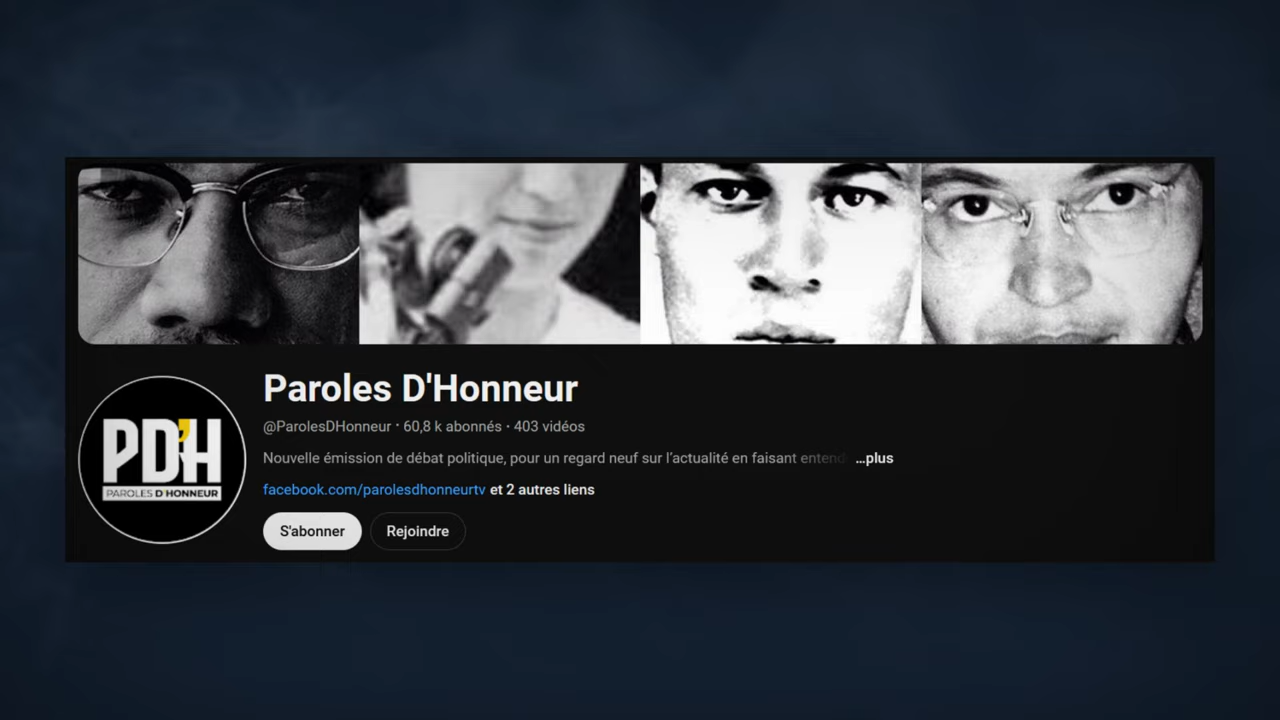 Paroles D'Honneur
@ParolesDHonneur · 60,8 k abonnés · 403 vidéos
Nouvelle émission de débat politique, pour un regard neuf sur l'actualité en faisant entend ...plus
facebook.com/parolesdhonneurtv et 2 autres liens
S'abonner
Rejoindre
PD'H
PAROLES D'HONNEUR